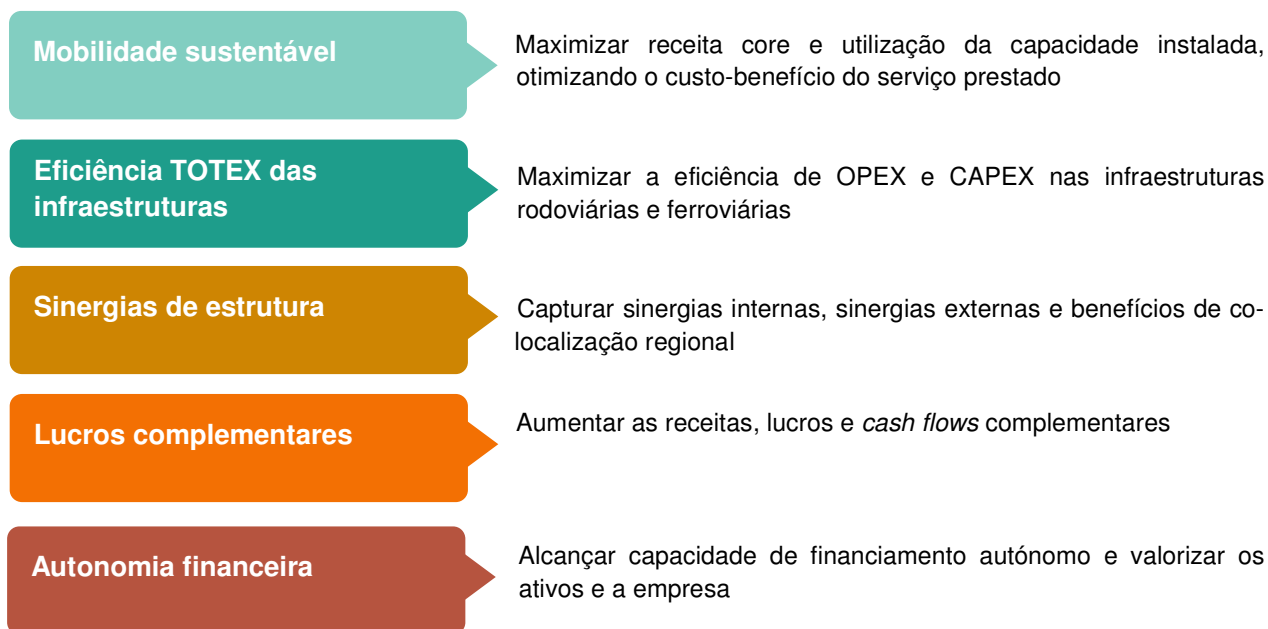 Mobilidade sustentável
Maximizar receita core e utilização da capacidade instalada,
otimizando o custo-benefício do serviço prestado
Eficiência TOTEX das
infraestruturas
Maximizar a eficiência de OPEX e CAPEX nas infraestruturas
rodoviárias e ferroviárias
Sinergias de estrutura
Capturar sinergias internas, sinergias externas e benefícios de co-
localização regional
Lucros complementares
Aumentar as receitas, lucros e cash flows complementares
Autonomia financeira
Alcançar capacidade de financiamento autónomo e valorizar os
ativos e a empresa